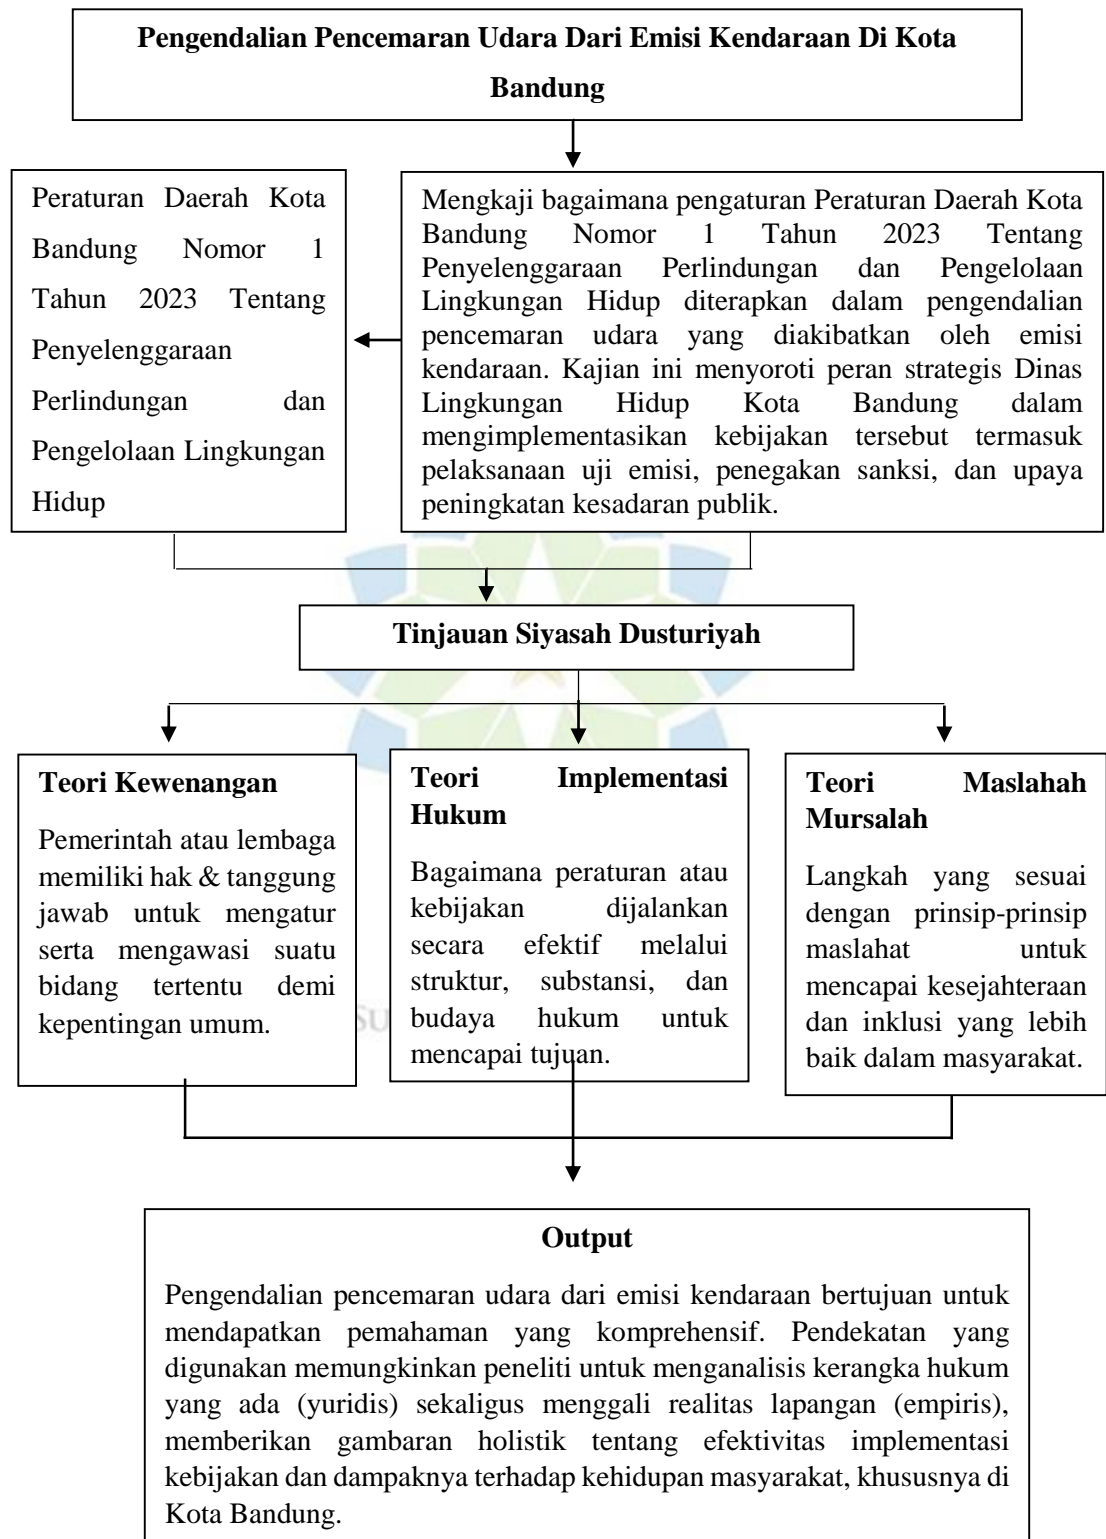 Pengendalian Pencemaran Udara Dari Emisi Kendaraan Di Kota
Bandung
Peraturan Daerah Kota
Bandung Nomor 1
Tahun 2023 Tentang
Penyelenggaraan
Perlindungan dan
Pengelolaan Lingkungan
Hidup
Mengkaji bagaimana pengaturan Peraturan Daerah Kota
Bandung Nomor 1 Tahun 2023 Tentang
Penyelenggaraan Perlindungan dan Pengelolaan
Lingkungan Hidup diterapkan dalam pengendalian
pencemaran udara yang diakibatkan oleh emisi
kendaraan. Kajian ini menyoroti peran strategis Dinas
Lingkungan Hidup Kota Bandung dalam
mengimplementasikan kebijakan tersebut termasuk
pelaksanaan uji emisi, penegakan sanksi, dan upaya
peningkatan kesadaran publik.
Tinjauan Siyasah Dusturiyah
Teori Kewenangan
Pemerintah atau lembaga
memiliki hak & tanggung
jawab untuk mengatur
serta mengawasi suatu
bidang tertentu demi
kepentingan umum.
Teori Implementasi
Hukum
Bagaimana peraturan atau
kebijakan dijalankan
secara efektif melalui
struktur, substansi, dan
budaya hukum untuk
mencapai tujuan.
Teori Maslahah
Mursalah
Langkah yang sesuai
dengan prinsip-prinsip
maslahat untuk
mencapai kesejahteraan
dan inklusi yang lebih
baik dalam masyarakat.
Output
Pengendalian pencemaran udara dari emisi kendaraan bertujuan untuk
mendapatkan pemahaman yang komprehensif. Pendekatan yang
digunakan memungkinkan peneliti untuk menganalisis kerangka hukum
yang ada (yuridis) sekaligus menggali realitas lapangan (empiris),
memberikan gambaran holistik tentang efektivitas implementasi
kebijakan dan dampaknya terhadap kehidupan masyarakat, khususnya di
Kota Bandung.